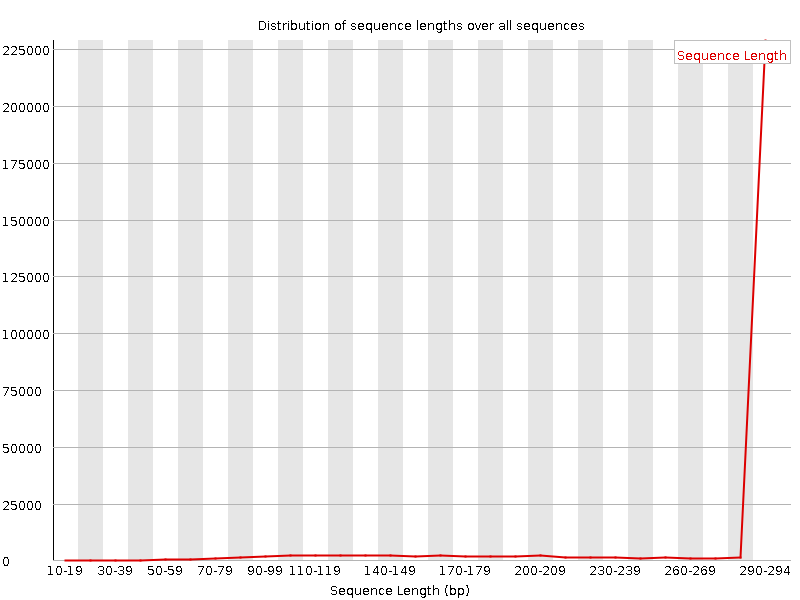 Distribution of sequence lengths over all sequences
Sequence Length
225000
200000
175000
150000
125000
100000
75000
50000
25000
0
10-19 30-39 50-59 70-79 90-99 110-119 140-149 170-179 200-209 230-239 260-269 290-294
Sequence Length (bp)